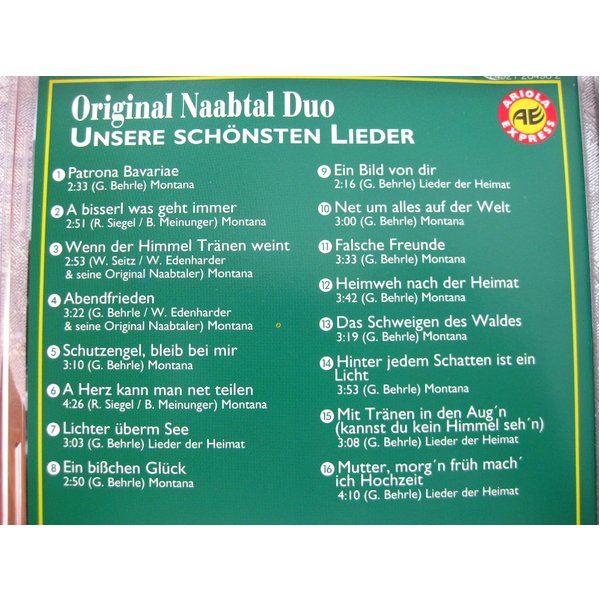 Original Naabtal Duo
UNSERE SCHÖNSTEN LIEDER
ARIOLA
AE
EXPRESS
1 Patrona Bavariae
2:33 (G. Behrle) Montana
2 A bisserl was geht immer
2:51 (R. Siegel / B. Meinunger) Montana
3 Wenn der Himmel Tränen weint
2:53 (W. Seitz / W. Edenharder
& seine Original Naabtaler) Montana
4 Abendfrieden
3:22 (G. Behrle / W. Edenharder
& seine Original Naabtaler) Montana
5 Schutzengel, bleib bei mir
3:10 (G. Behrle) Montana
6 A Herz kann man net teilen
4:26 (R. Siegel / B. Meinunger) Montana
7 Lichter überm See
3:03 (G. Behrle) Lieder der Heimat
8 Ein bißchen Glück
2:50 (G. Behrle) Montana
9 Ein Bild von dir
2:16 (G. Behrle) Lieder der Heimat
10 Net um alles auf der Welt
3:00 (G. Behrle) Montana
11 Falsche Freunde
3:33 (G. Behrle) Montana
12 Heimweh nach der Heimat
3:42 (G. Behrle) Montana
13 Das Schweigen des Waldes
3:19 (G. Behrle) Montana
14 Hinter jedem Schatten ist ein
Licht
3:53 (G. Behrle) Montana
15 Mit Tränen in den Aug´n
(kannst du kein Himmel seh´n)
3:08 (G. Behrle) Lieder der Heimat
16 Mutter, morg´n früh mach´
ich Hochzeit
4:10 (G. Behrle) Lieder der Heimat